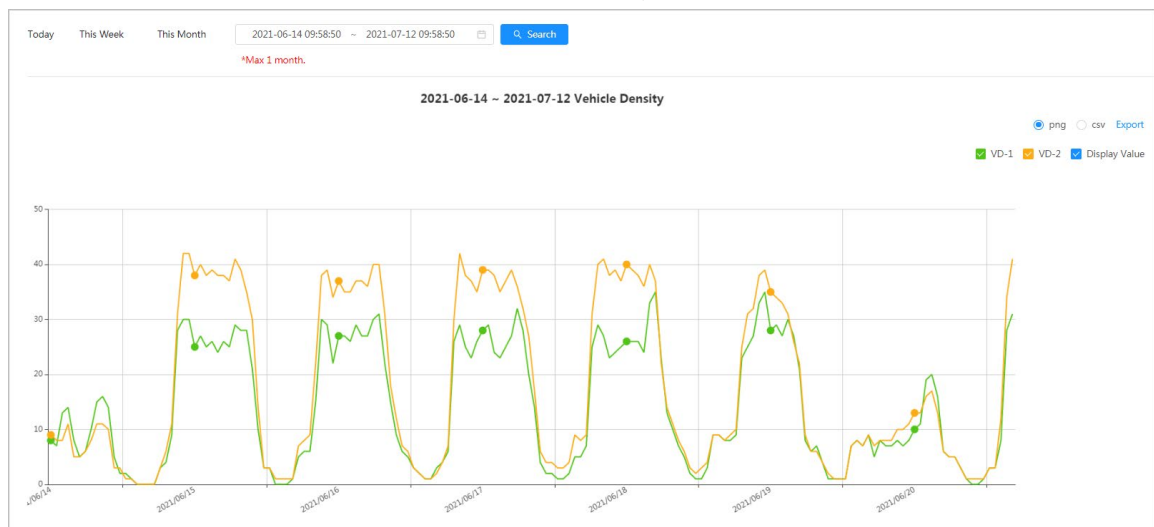 Today This Week This Month 2021-06-14 09:58:50 ~ 2021-07-12 09:58:50 Search
*Max 1 month.
2021-06-14 ~ 2021-07-12 Vehicle Density
png csv Export
VD-1 VD-2 Display Value
50
40
30
20
10
0
/06/14 2021/06/15 2021/06/16 2021/06/17 2021/06/18 2021/06/19 2021/06/20